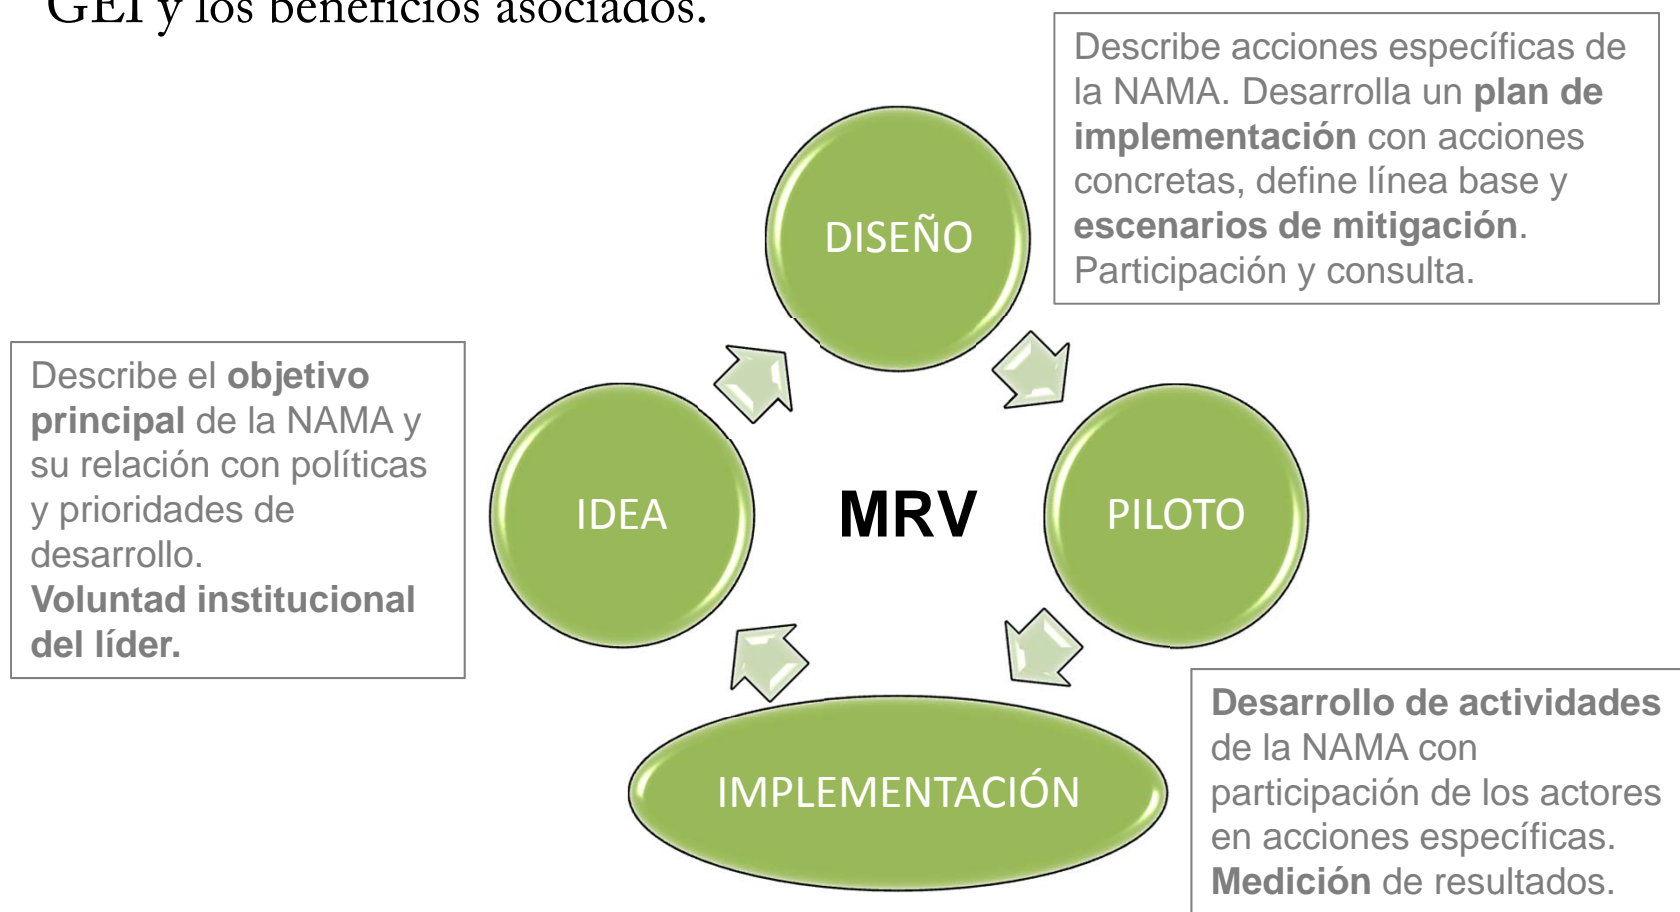 GEI y los beneficios asociados.
Describe acciones específicas de
la NAMA. Desarrolla un plan de
implementación con acciones
concretas, define línea base y
escenarios de mitigación.
Participación y consulta.
DISEÑO
Describe el objetivo
principal de la NAMA y
su relación con políticas
y prioridades de
desarrollo.
Voluntad institucional
del líder.
IDEA
MRV
PILOTO
IMPLEMENTACIÓN
Desarrollo de actividades
de la NAMA con
participación de los actores
en acciones específicas.
Medición de resultados.